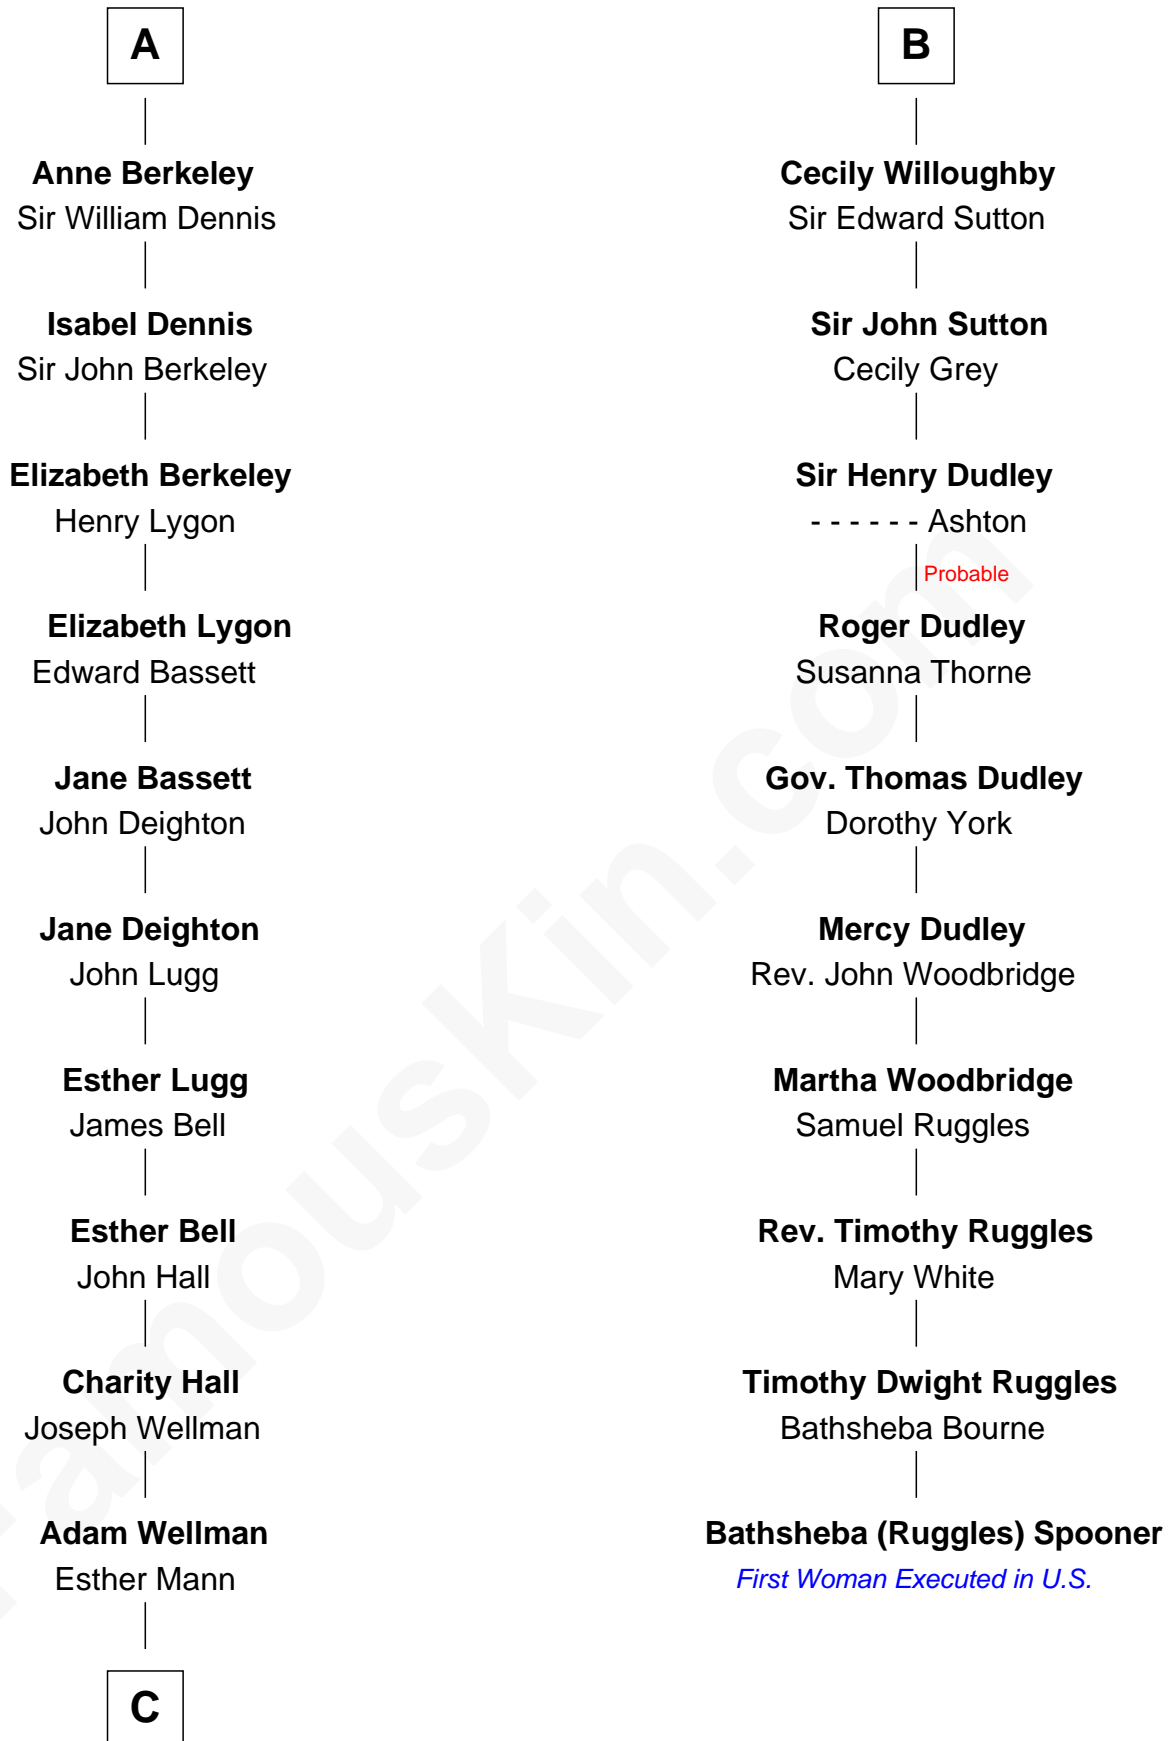 A
Anne Berkeley
Sir William Dennis
Isabel Dennis
Sir John Berkeley
Elizabeth Berkeley
Henry Lygon
Elizabeth Lygon
Edward Bassett
Jane Bassett
John Deighton
Jane Deighton
John Lugg
Esther Lugg
James Bell
Esther Bell
John Hall
Charity Hall
Joseph Wellman
Adam Wellman
Esther Mann
C
B
Cecily Willoughby
Sir Edward Sutton
Sir John Sutton
Cecily Grey
Sir Henry Dudley
- - - - - - Ashton
Probable
Roger Dudley
Susanna Thorne
Gov. Thomas Dudley
Dorothy York
Mercy Dudley
Rev. John Woodbridge
Martha Woodbridge
Samuel Ruggles
Rev. Timothy Ruggles
Mary White
Timothy Dwight Ruggles
Bathsheba Bourne
Bathsheba (Ruggles) Spooner
First Woman Executed in U.S.
FamousKin.com